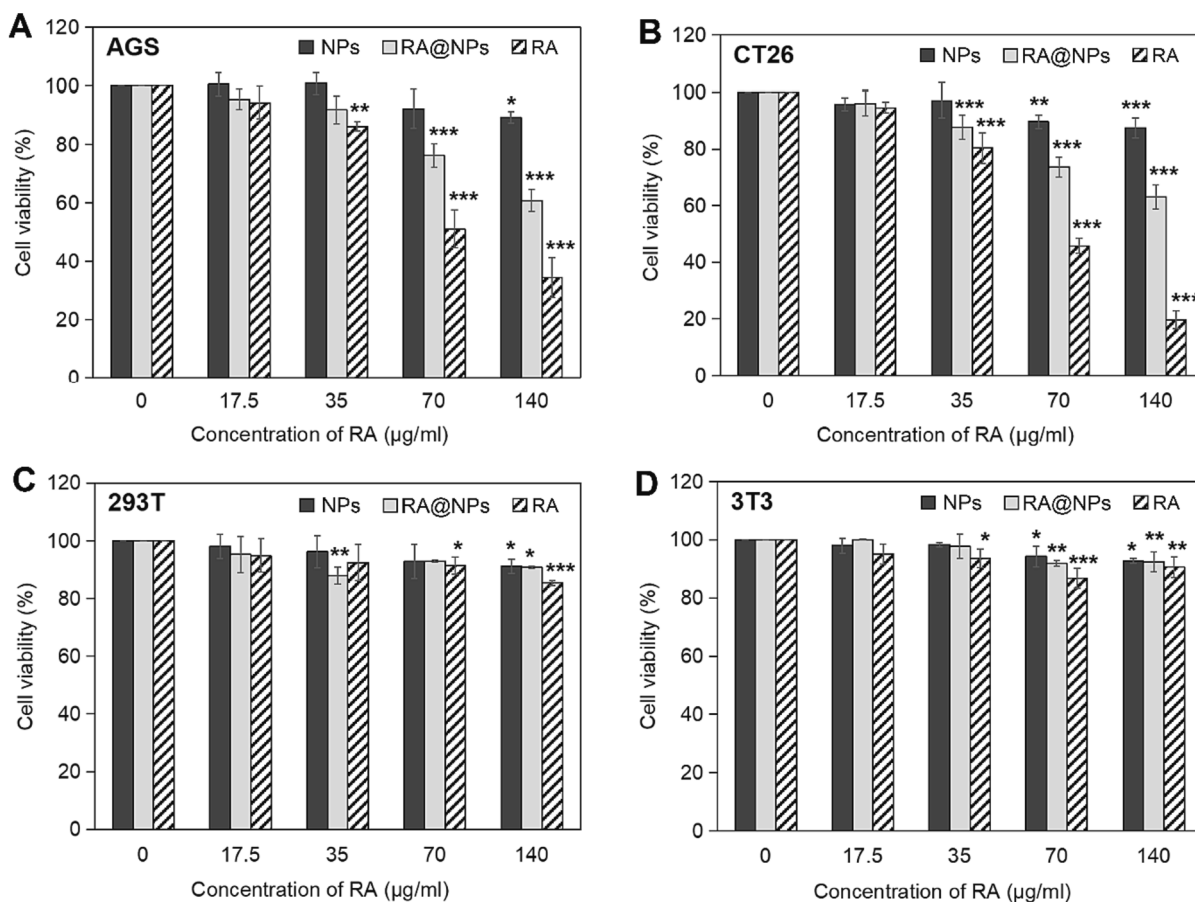 A
AGS
NPs RA@NPs RA
Cell viability (%)
120
100
80
60
40
20
0
** *** *** * *** ***
0 17.5 35 70 140
Concentration of RA (µg/ml)
B
CT26
NPs RA@NPs RA
Cell viability (%)
120
100
80
60
40
20
0
*** *** ** *** *** *** *** ***
0 17.5 35 70 140
Concentration of RA (µg/ml)
C
293T
NPs RA@NPs RA
Cell viability (%)
120
100
80
60
40
20
0
** * * * ***
0 17.5 35 70 140
Concentration of RA (µg/ml)
D
3T3
NPs RA@NPs RA
Cell viability (%)
120
100
80
60
40
20
0
* * ** *** * ** **
0 17.5 35 70 140
Concentration of RA (µg/ml)